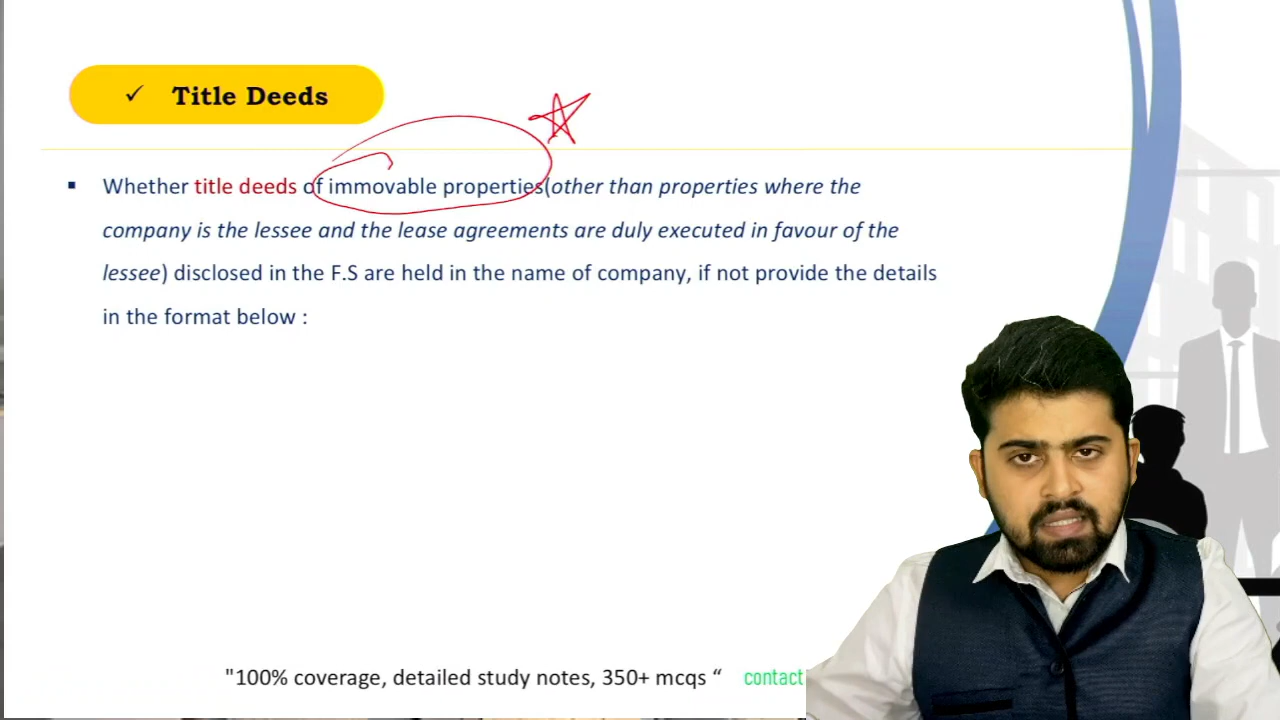 ✓ Title Deeds
▪ Whether title deeds of immovable properties(other than properties where the
company is the lessee and the lease agreements are duly executed in favour of the
lessee) disclosed in the F.S are held in the name of company, if not provide the details
in the format below :
"100% coverage, detailed study notes, 350+ mcqs “ contact